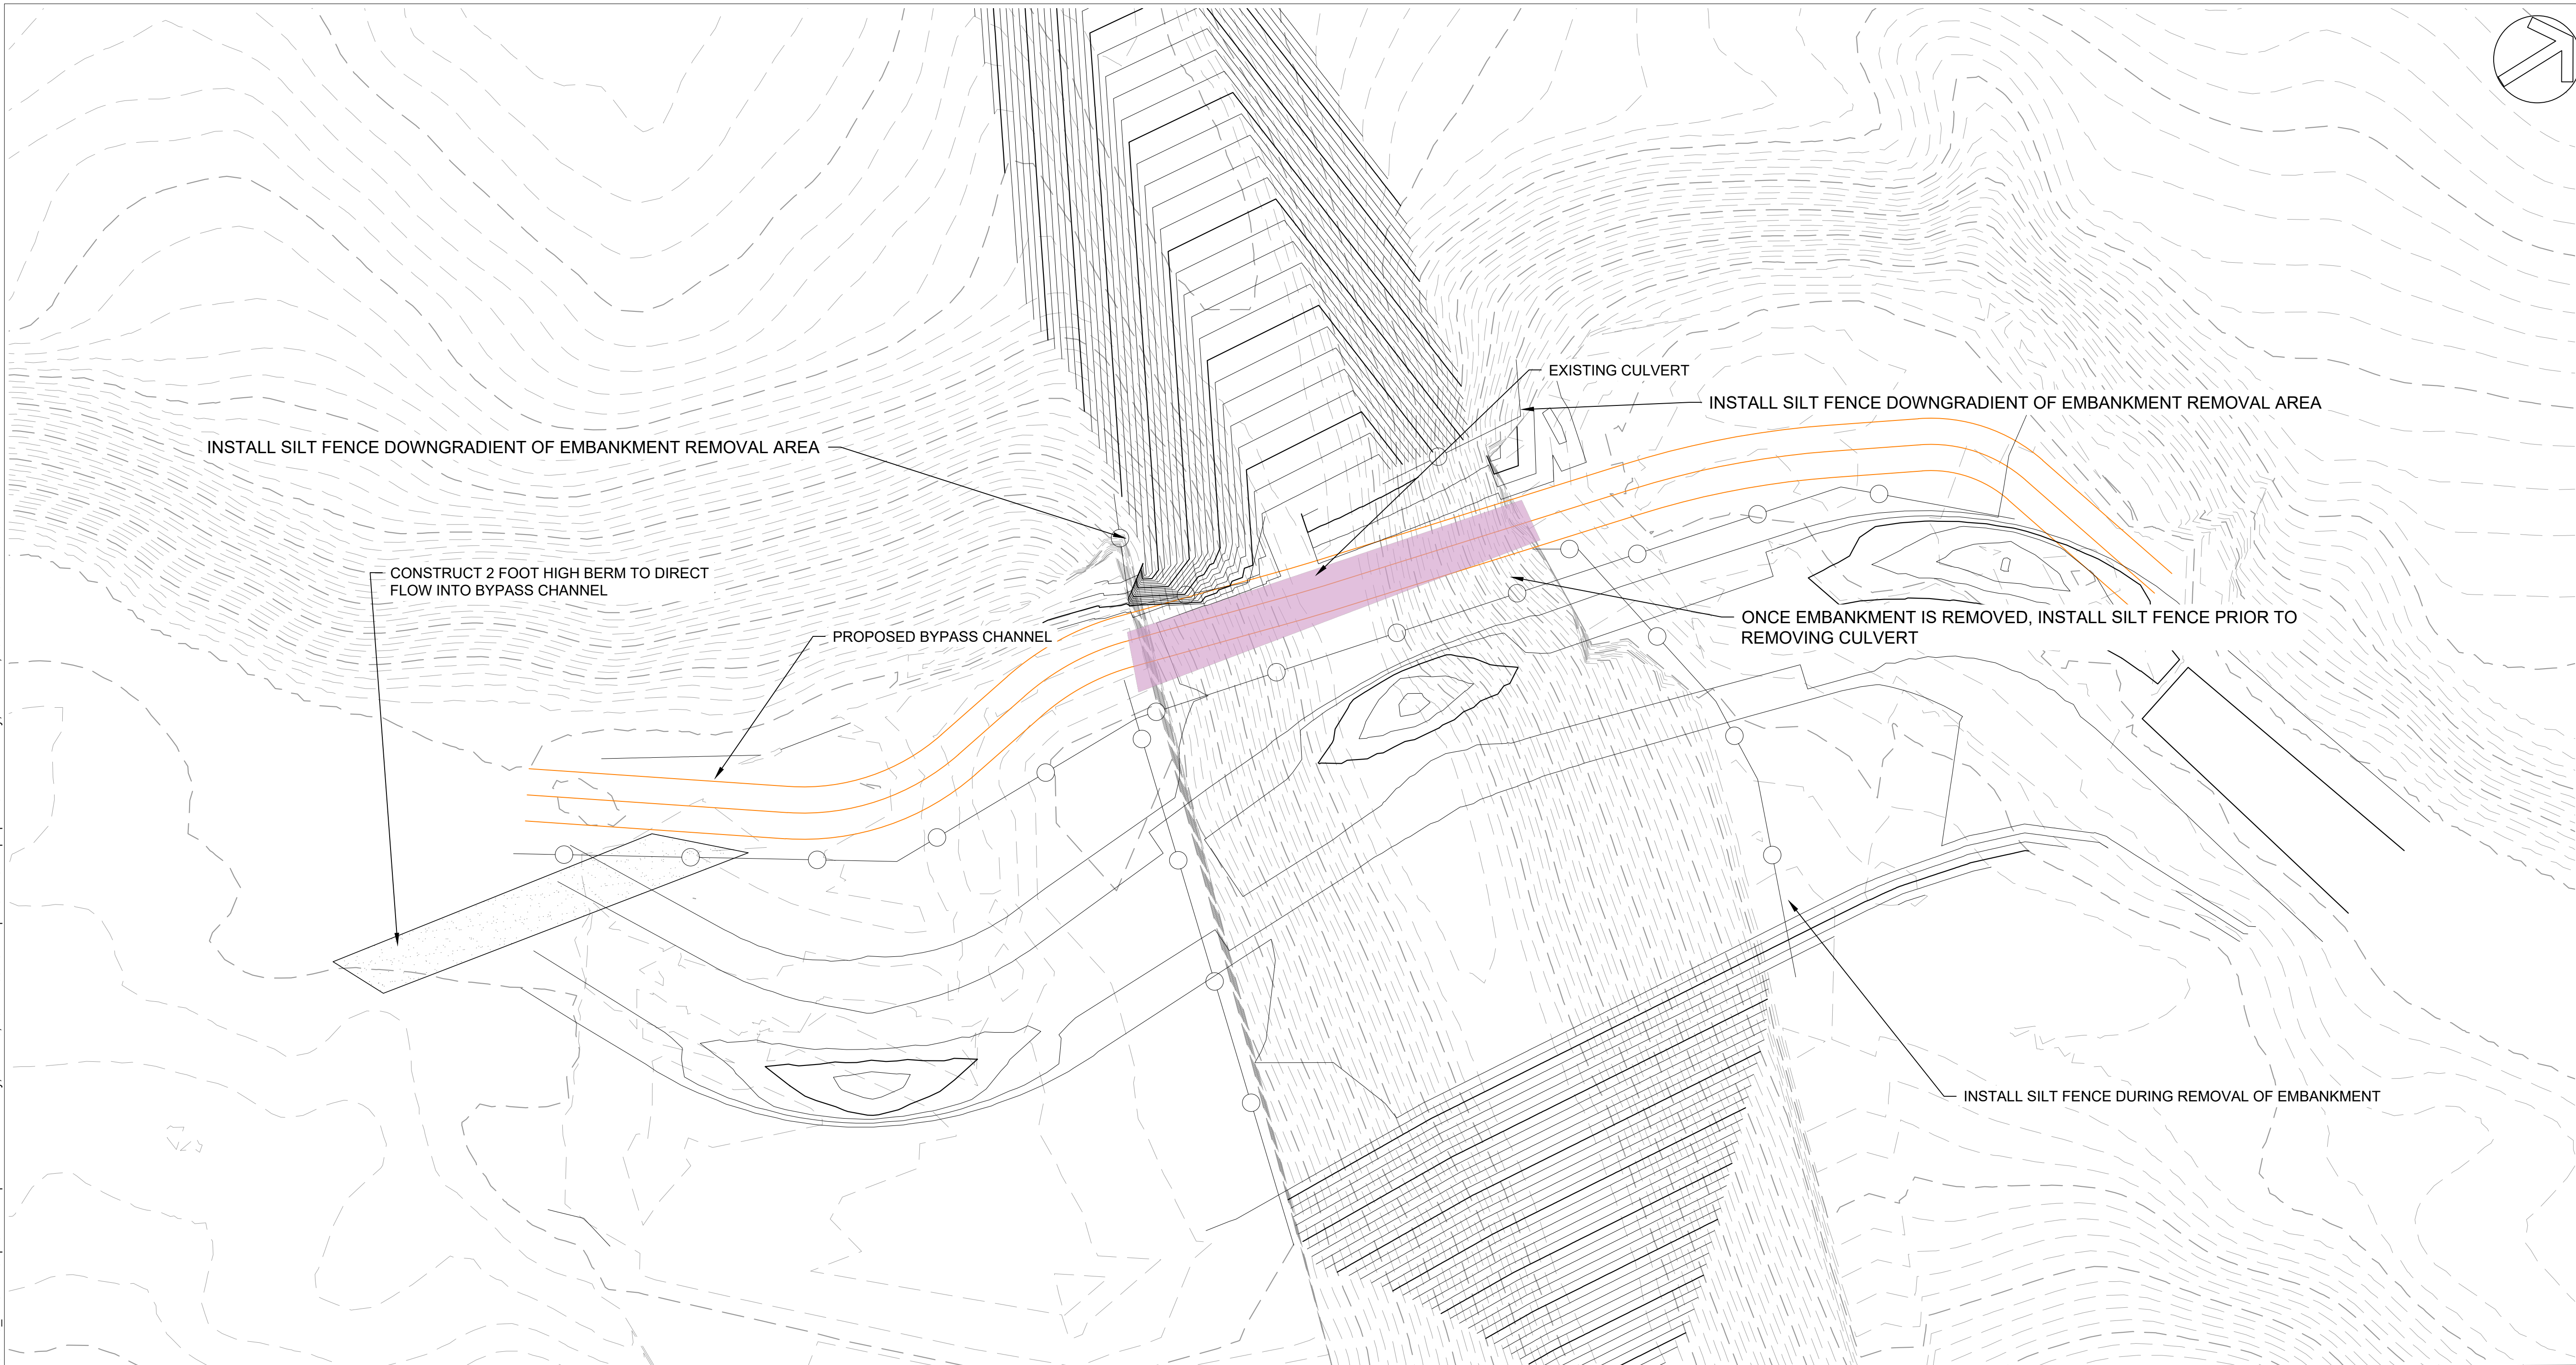 EXISTING CULVERT
INSTALL SILT FENCE DOWNGRADIENT OF EMBANKMENT REMOVAL AREA
INSTALL SILT FENCE DOWNGRADIENT OF EMBANKMENT REMOVAL AREA
CONSTRUCT 2 FOOT HIGH BERM TO DIRECT
FLOW INTO BYPASS CHANNEL
PROPOSED BYPASS CHANNEL
ONCE EMBANKMENT IS REMOVED, INSTALL SILT FENCE PRIOR TO
REMOVING CULVERT
INSTALL SILT FENCE DURING REMOVAL OF EMBANKMENT